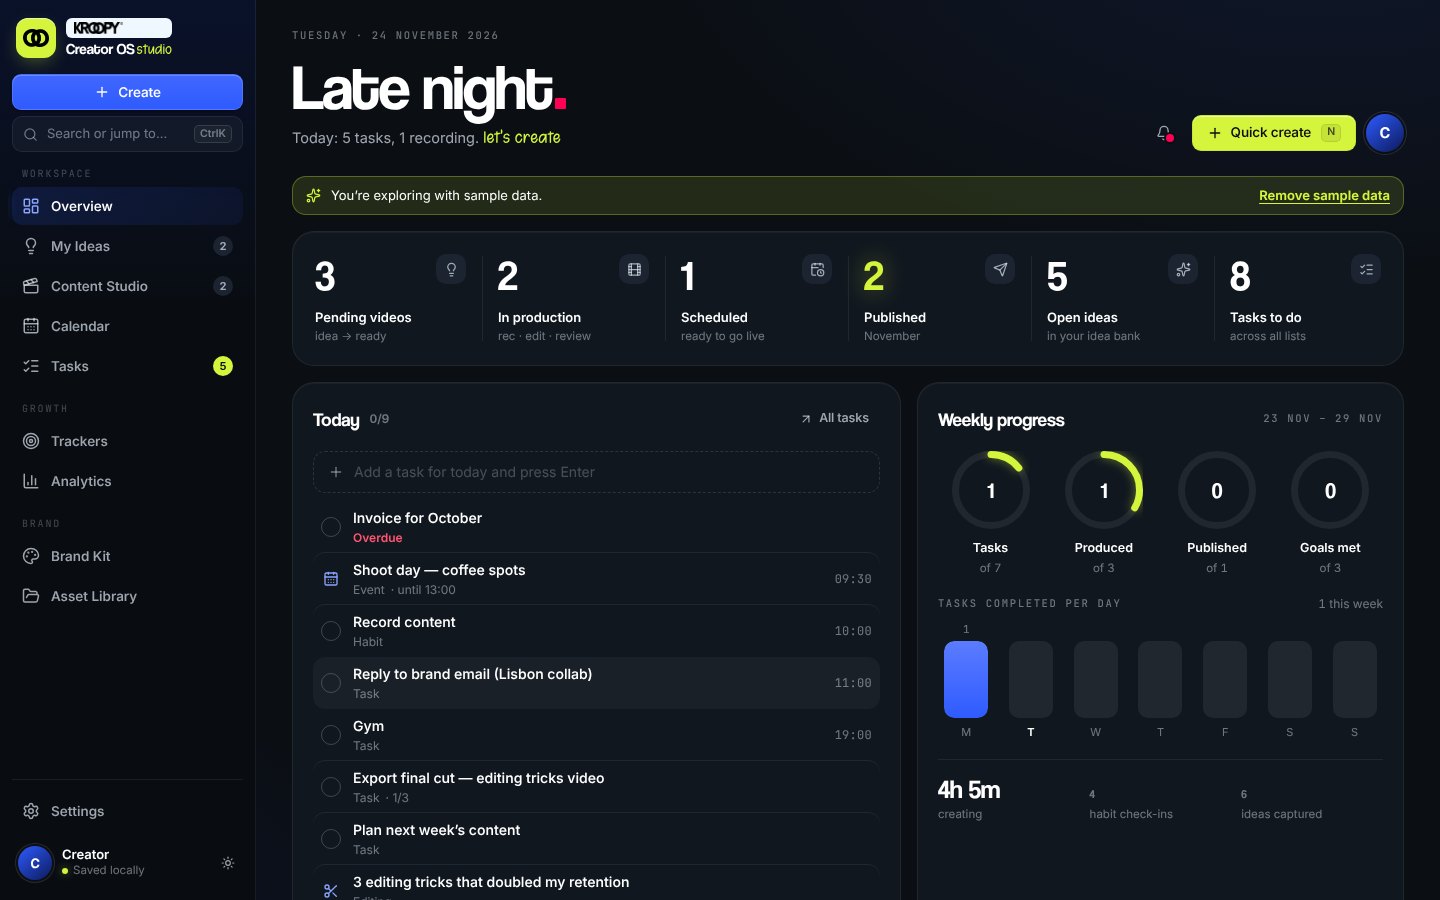 KROOPY
Creator OS studio
Create
Search or jump to... CtrlK
WORKSPACE
Overview
My Ideas 2
Content Studio 2
Calendar
Tasks 5
GROWTH
Trackers
Analytics
BRAND
Brand Kit
Asset Library
Settings
C Creator
Saved locally
TUESDAY · 24 NOVEMBER 2026
Late night.
Today: 5 tasks, 1 recording. let's create
Quick create N
C
You're exploring with sample data. Remove sample data
3
Pending videos
idea → ready
2
In production
rec · edit · review
1
Scheduled
ready to go live
2
Published
November
5
Open ideas
in your idea bank
8
Tasks to do
across all lists
Today 0/9 All tasks
Add a task for today and press Enter
Invoice for October
Overdue
Shoot day — coffee spots
Event · until 13:00
09:30
Record content
Habit
10:00
Reply to brand email (Lisbon collab)
Task
11:00
Gym
Task
19:00
Export final cut — editing tricks video
Task · 1/3
Plan next week's content
Task
3 editing tricks that doubled my retention
Editing
Weekly progress 23 NOV – 29 NOV
1
Tasks
of 7
1
Produced
of 3
0
Published
of 1
0
Goals met
of 3
TASKS COMPLETED PER DAY 1 this week
1
M T W T F S S
4h 5m
creating
4
habit check-ins
6
ideas captured